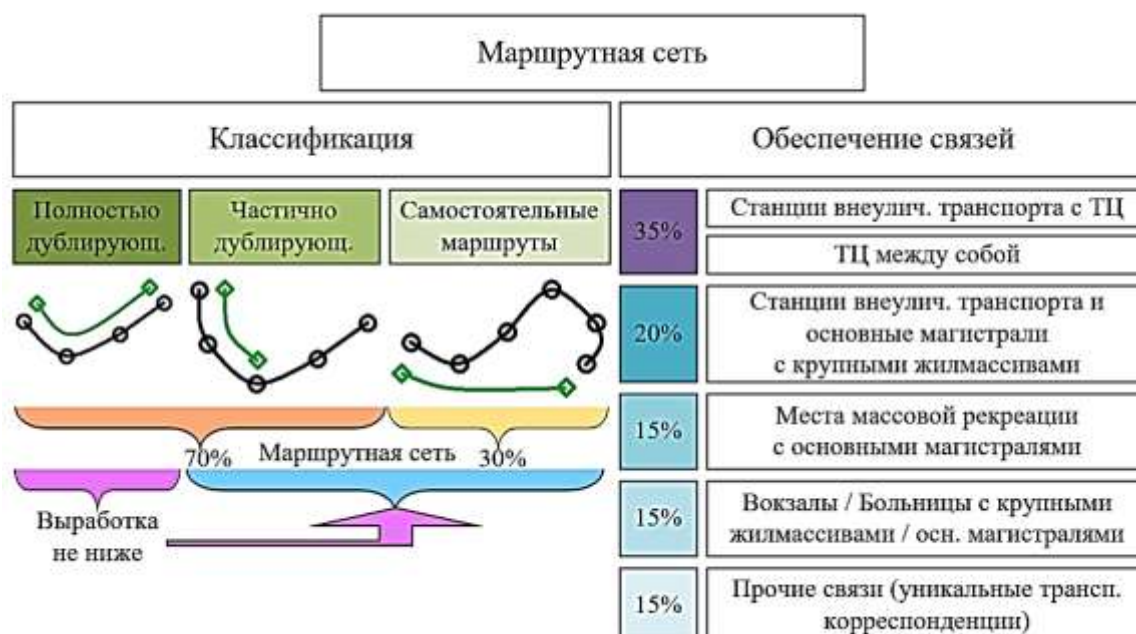 Маршрутная сеть
Классификация
Обеспечение связей
Полностью
дублирующ.
Частично
дублирующ.
Самостоятельные
маршруты
70%
Маршрутная сеть
30%
Выработка
не ниже
35%
Станции внеулич. транспорта с ТЦ
ТЦ между собой
20%
Станции внеулич. транспорта и
основные магистрали
с крупными жилмассивами
15%
Места массовой рекреации
с основными магистралями
15%
Вокзалы / Больницы с крупными
жилмассивами / осн. магистралями
15%
Прочие связи (уникальные трансп.
корреспонденции)